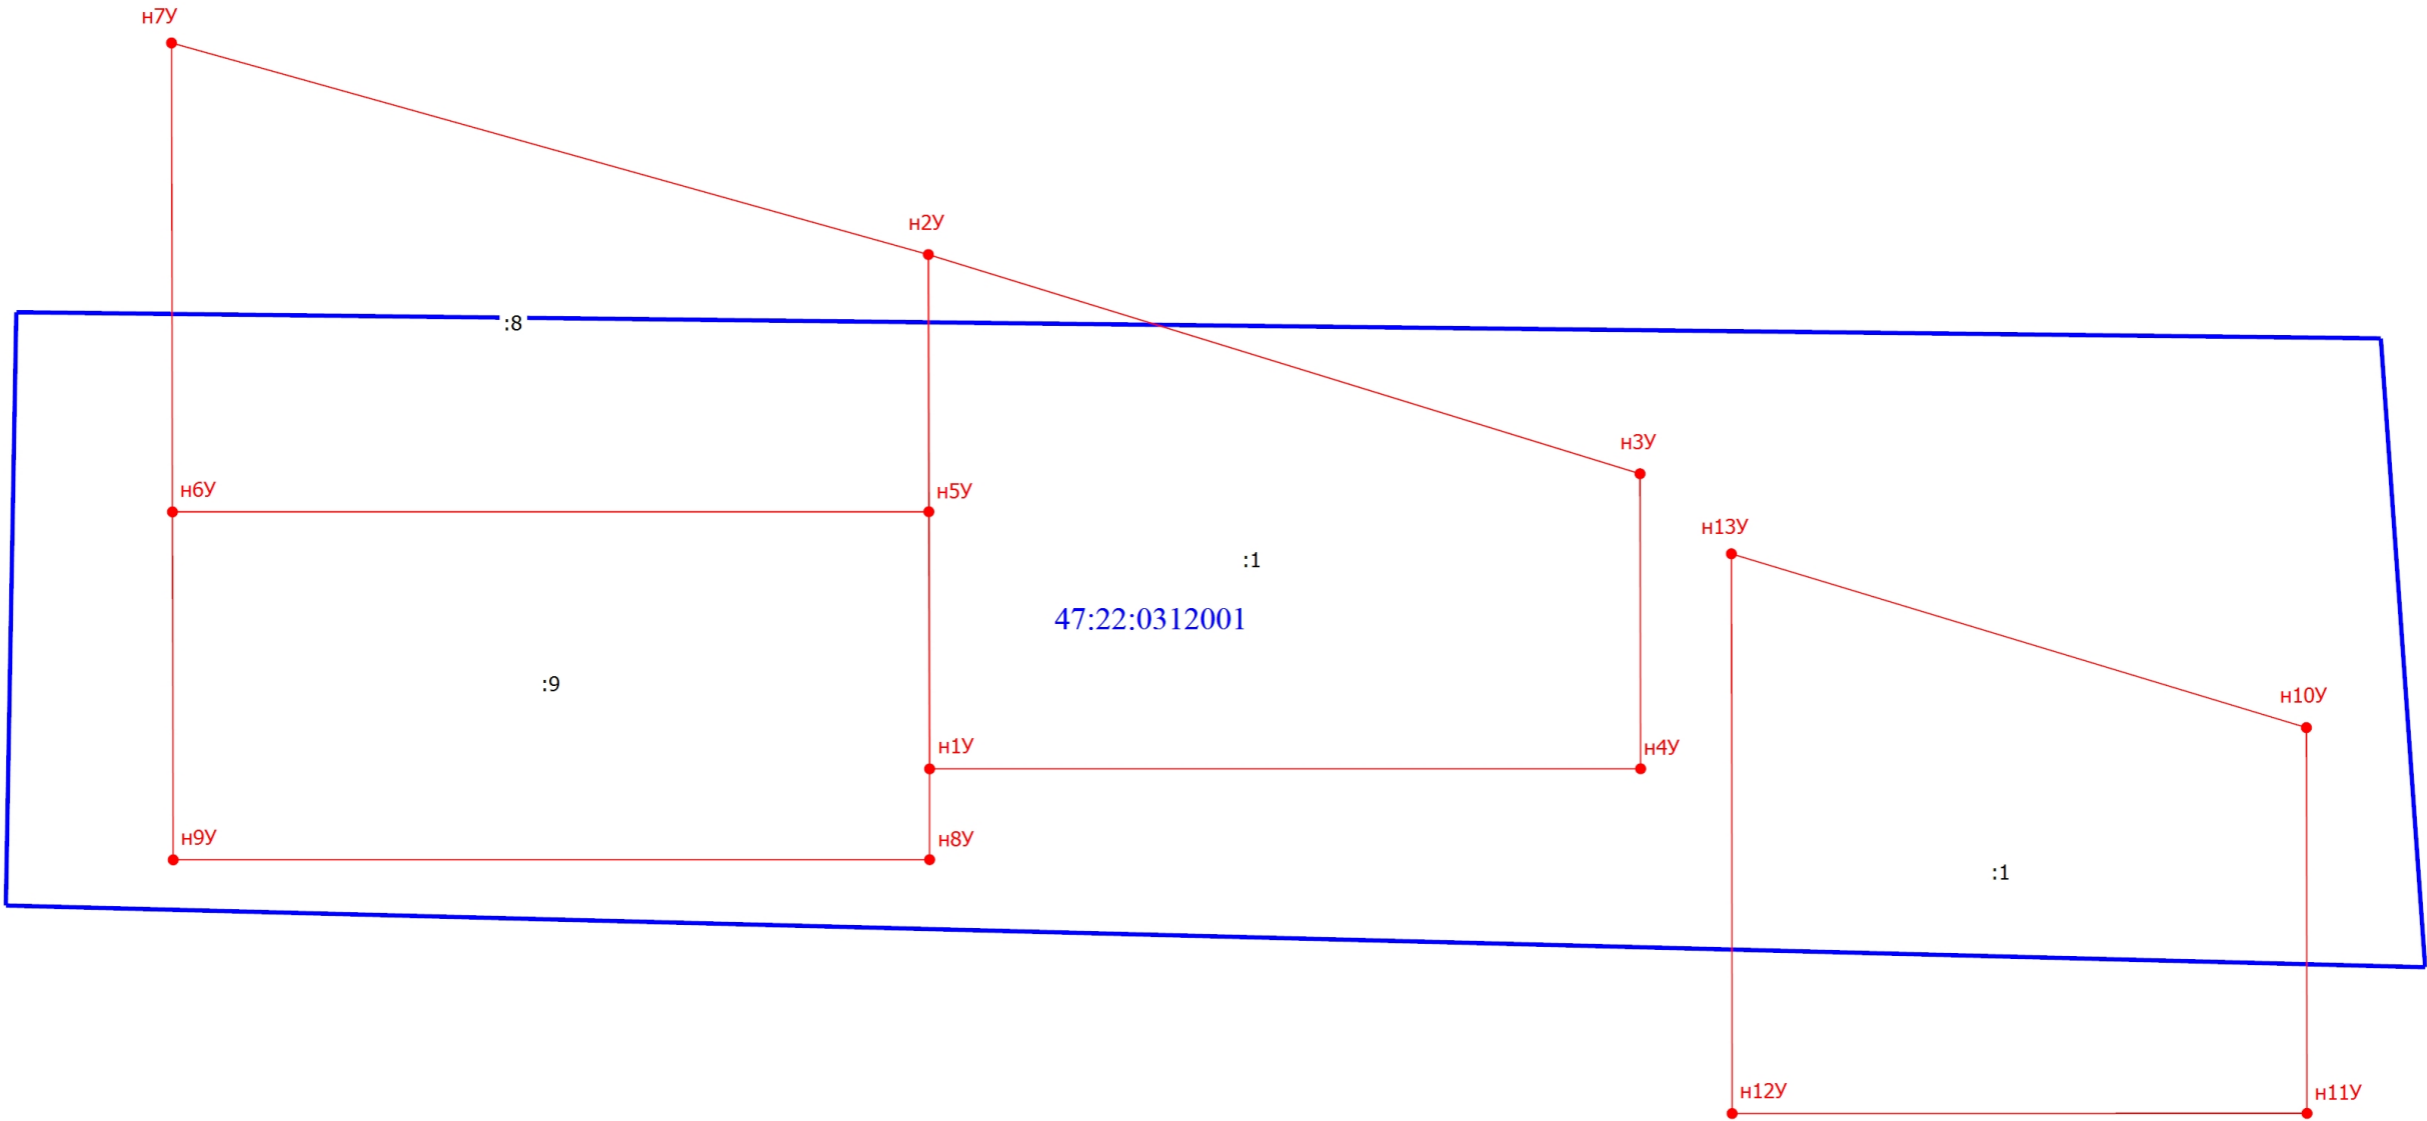 н7У
н2У
:8
н3У
н6У
н5У
н13У
:1
47:22:0312001
:9
н10У
н1У
н4У
н9У
н8У
:1
н12У
н11У